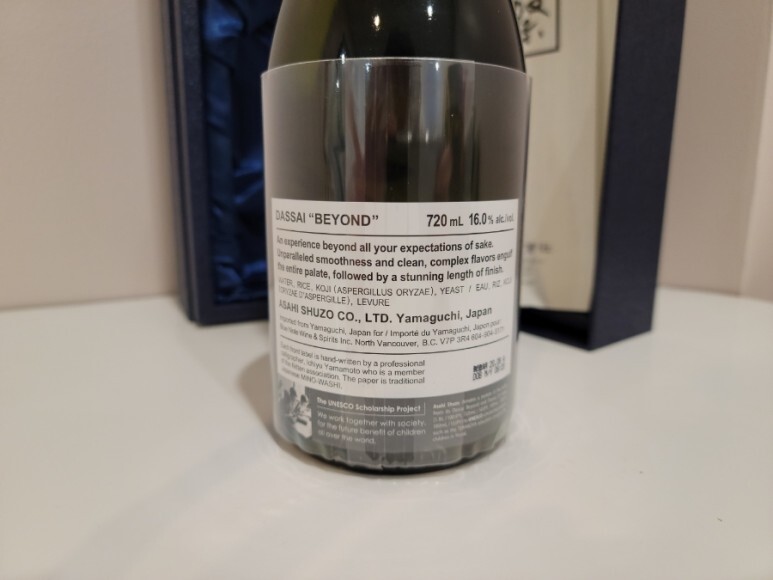 DASSAI "BEYOND" 720 mL 16.0% alc./vol.
An experience beyond all your expectations of sake.
Unparalleled smoothness and clean, complex flavors engulf
the entire palate, followed by a stunning length of finish.
WATER, RICE, KOJI (ASPERGILLUS ORYZAE), YEAST / EAU, RIZ, KOJI
(ORYZAE D'ASPERGILLE), LEVURE
ASAHI SHUZO CO., LTD. Yamaguchi, Japan
Imported from Yamaguchi, Japan for / Importé du Yamaguchi, Japon pour
Wine & Spirits Inc. North Vancouver, B.C. V7P 3R4 604-904
label is hand-written by a professional
Yamamoto who is a member
association. The paper is traditional
Japanese MINO-WASHI.
The UNESCO Scholarship Project
We work together with society,
for the future benefit of children
all over the world.